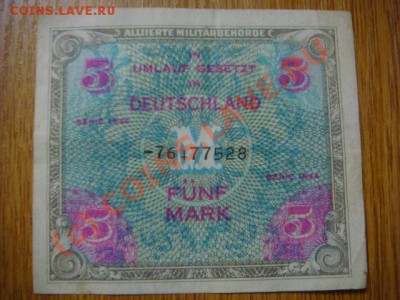 COINS.LAVE.RU
ALLIIERTE MILITÄRBEHÖRDE
IN
UMLAUF GESETZT
IN
DEUTSCHLAND
5
5
SERIE 1944
-76477528
SERIE 1944
FÜNF
MARK
5
5